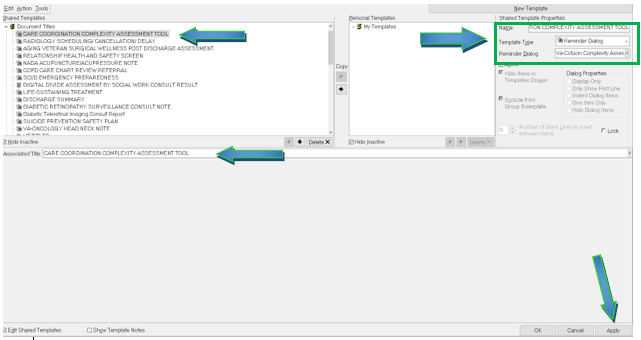 Edit Action Tools
New Template
Shared Templates
Personal Templates
Shared Template Properties
Document Titles
CARE COORDINATION COMPLEXITY ASSESSMENT TOOL
RADIOLOGY SCHEDULING/ CANCELLATION/ DELAY
AGING VETERAN SURGICAL WELLNESS POST DISCHARGE ASSESSMENT
RELATIONSHIP HEALTH AND SAFETY SCREEN
NADA ACUPUNCTURE/ACUPRESSURE NOTE
COPD CARE CHART REVIEW REFERRAL
SCI/D EMERGENCY PREPAREDNESS
DIGITAL DIVIDE ASSESSMENT BY SOCIAL WORK CONSULT RESULT
LIFE-SUSTAINING TREATMENT
DISCHARGE SUMMARY
DIABETIC RETINOPATHY SURVEILLANCE CONSULT NOTE
Diabetic Teleretinal Imaging Consult Report
SUICIDE PREVENTION SAFETY PLAN
VA-ONCOLOGY HEAD NECK NOTE
My Templates
Copy
Name: ION COMPLEXITY ASSESSMENT TOOL
Template Type: Reminder Dialog
Reminder Dialog: Va-Coition Complexity Asses
Hide Items in Templates Drawer
Exclude from Group Boilerplate
Dialog Properties
Display Only
Only Show First Line
Indent Dialog Items
One Item Only
Hide Dialog Items
0 Number of Blank Lines to insert between items
Lock
Hide Inactive
Delete
Hide Inactive
Delete
Associated Title: CARE COORDINATION COMPLEXITY ASSESSMENT TOOL
Edit Shared Templates
Show Template Notes
OK
Cancel
Apply